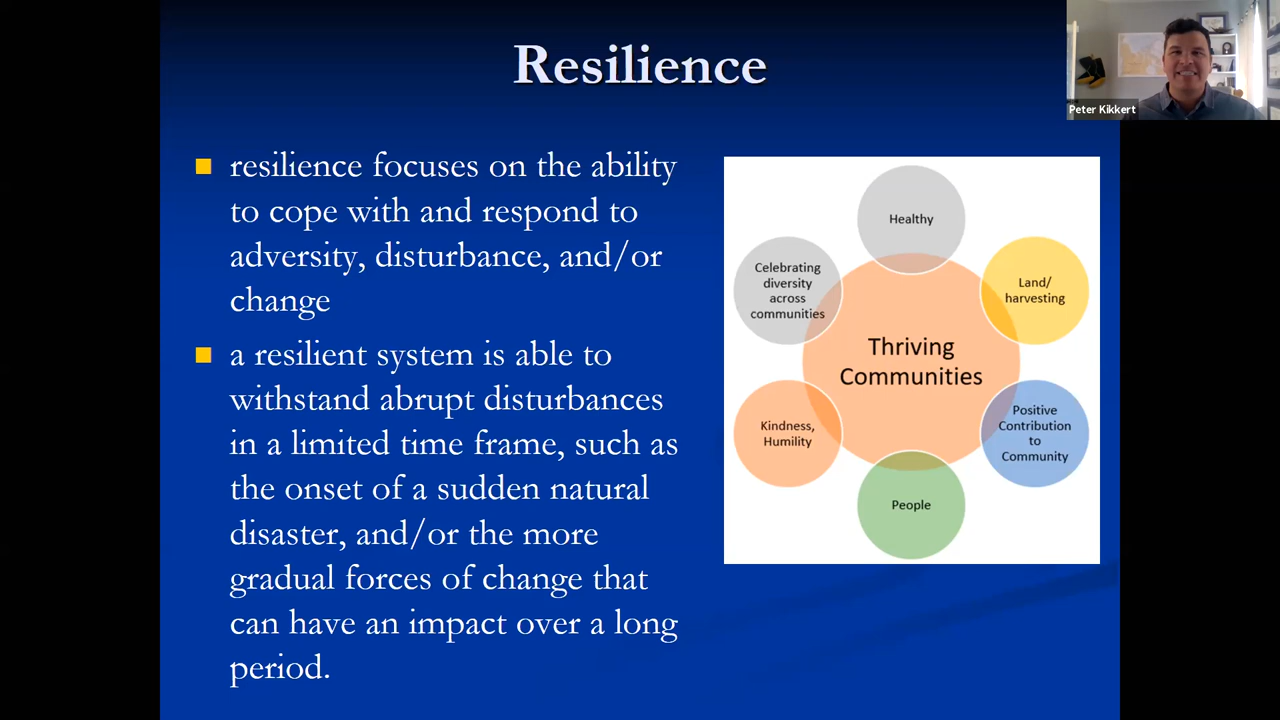 Resilience
Peter Kikkert
resilience focuses on the ability
to cope with and respond to
adversity, disturbance, and/or
change
a resilient system is able to
withstand abrupt disturbances
in a limited time frame, such as
the onset of a sudden natural
disaster, and/or the more
gradual forces of change that
can have an impact over a long
period.
Healthy
Celebrating
diversity
across
communities
Land/
harvesting
Thriving
Communities
Kindness,
Humility
Positive
Contribution
to
Community
People